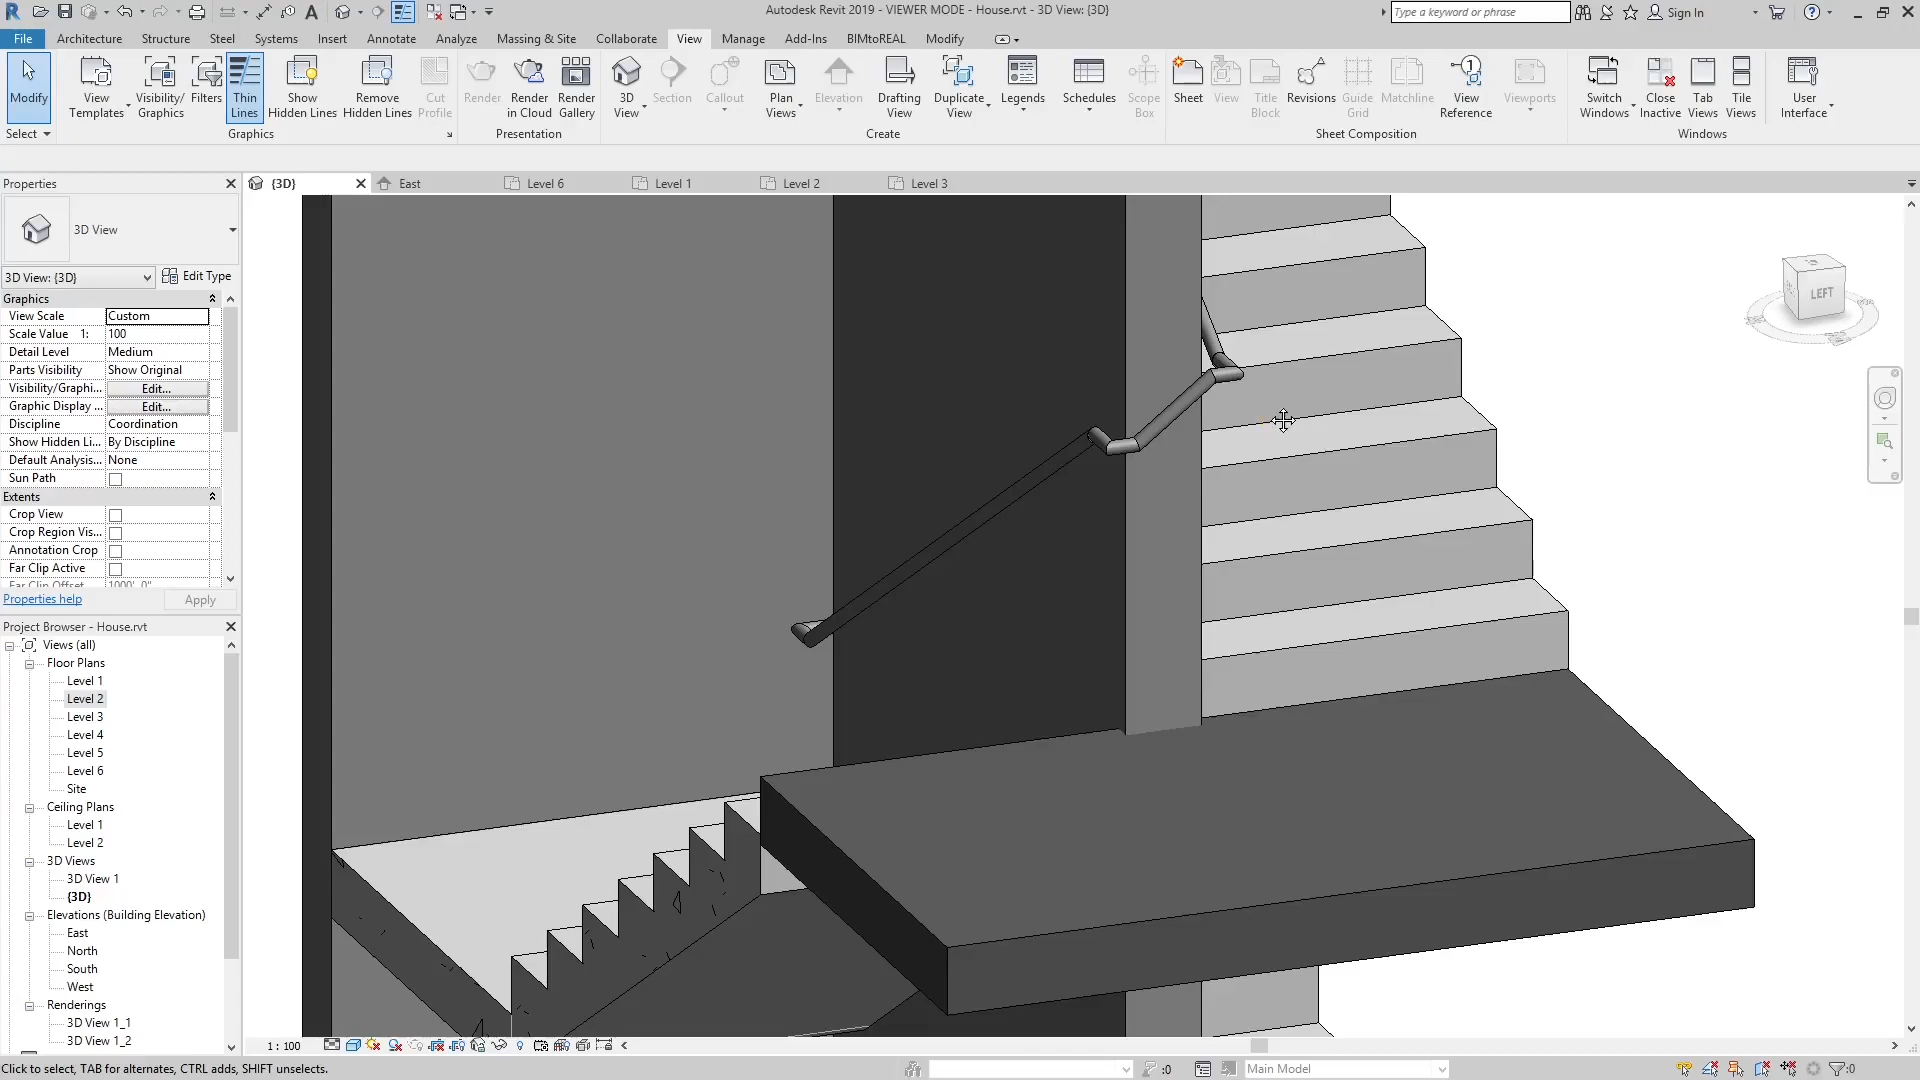 Autodesk Revit 2019 - VIEWER MODE - House.rvt - 3D View: {3D}
Type a keyword or phrase
Sign In
File Architecture Structure Steel Systems Insert Annotate Analyze Massing & Site Collaborate View Manage Add-Ins BIMtoREAL Modify
Modify
View Templates
Visibility/ Graphics
Filters
Thin Lines
Show Hidden Lines
Remove Hidden Lines
Cut Profile
Render
Render in Cloud
Render Gallery
3D View
Section
Callout
Plan Views
Elevation
Drafting View
Duplicate View
Legends
Schedules
Scope Box
Sheet
View
Title Block
Revisions
Guide Grid
Matchline
View Reference
Viewports
Switch Windows
Close Inactive
Tab Views
Tile Views
User Interface
Select Graphics Presentation Create Sheet Composition Windows
Properties
{3D} East Level 6 Level 1 Level 2 Level 3
3D View
3D View: {3D} Edit Type
Graphics
View Scale Custom
Scale Value 1: 100
Detail Level Medium
Parts Visibility Show Original
Visibility/Graphi... Edit...
Graphic Display ... Edit...
Discipline Coordination
Show Hidden Li... By Discipline
Default Analysis... None
Sun Path
Extents
Crop View
Crop Region Vis...
Annotation Crop
Far Clip Active
Far Clip Offset 1000' 0"
Properties help Apply
Project Browser - House.rvt
Views (all)
Floor Plans
Level 1
Level 2
Level 3
Level 4
Level 5
Level 6
Site
Ceiling Plans
Level 1
Level 2
3D Views
3D View 1
{3D}
Elevations (Building Elevation)
East
North
South
West
Renderings
3D View 1_1
3D View 1_2
LEFT
1 : 100
Click to select, TAB for alternates, CTRL adds, SHIFT unselects.
:0
Main Model
:0